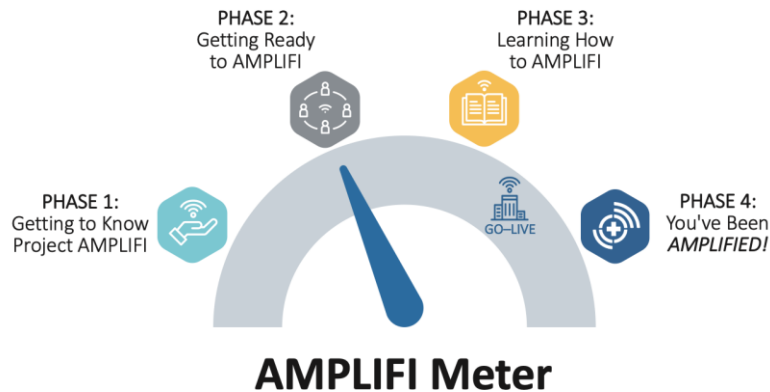 PHASE 2:
Getting Ready
to AMPLIFI
PHASE 3:
Learning How
to AMPLIFI
PHASE 1:
Getting to Know
Project AMPLIFI
GO–LIVE
PHASE 4:
You've Been
AMPLIFIED!
AMPLIFI Meter